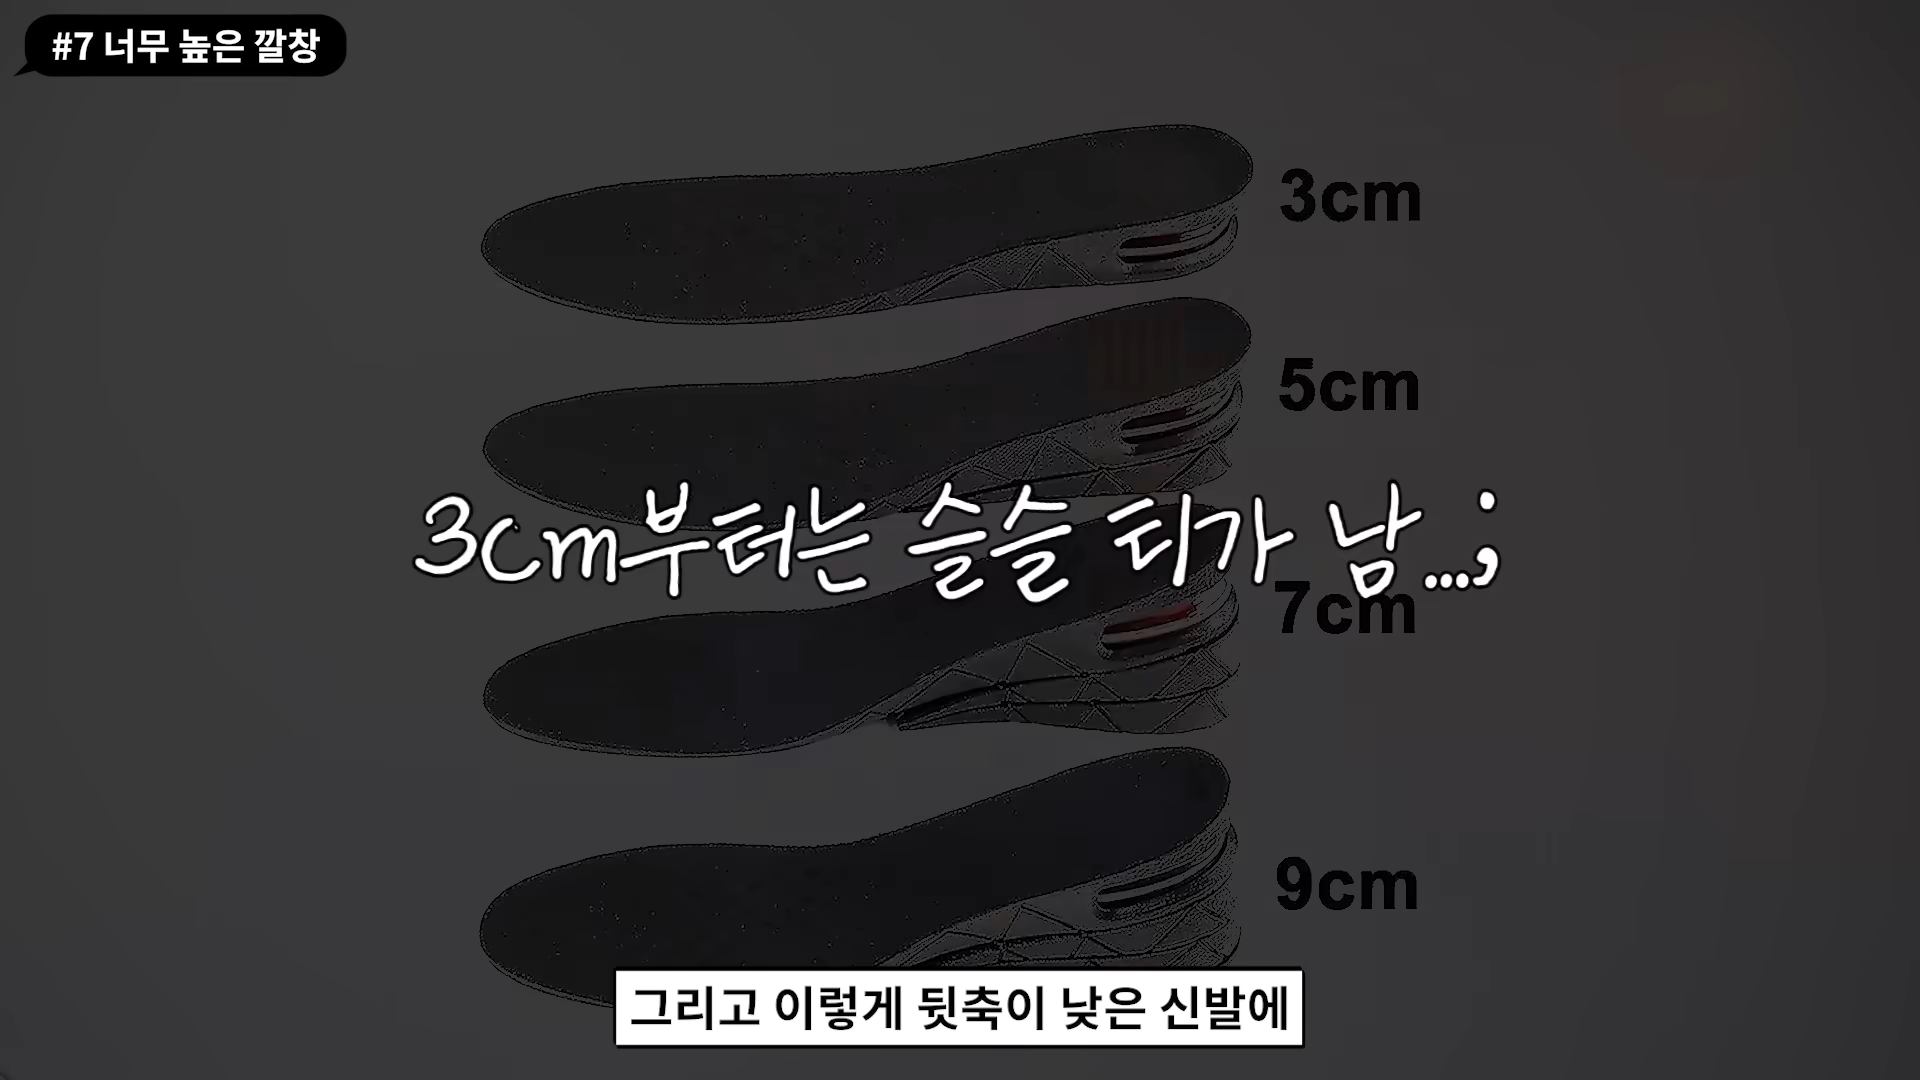 #7 너무 높은 깔창
3cm
5cm
3cm부터는 슬슬 티가 남...;
7cm
9cm
그리고 이렇게 뒷축이 낮은 신발에